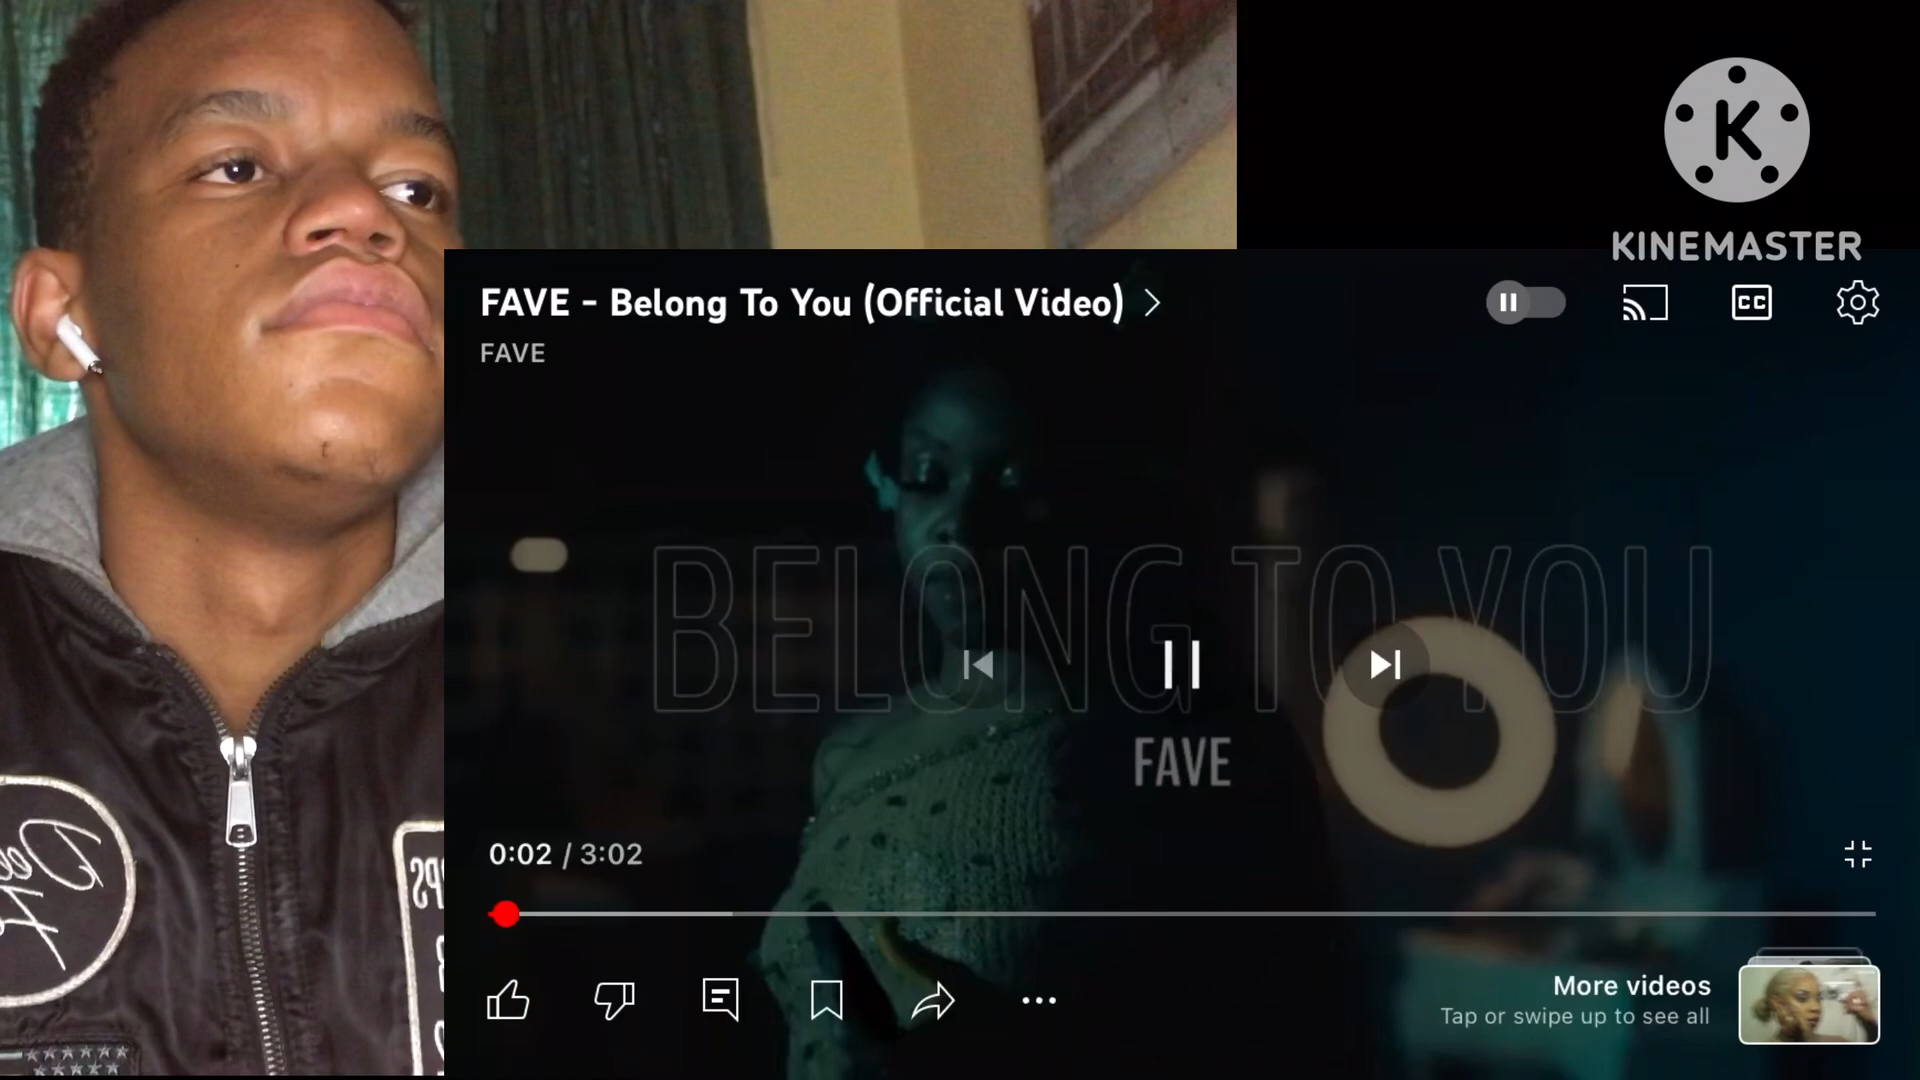 K
KINEMASTER
FAVE - Belong To You (Official Video)
FAVE
CC
BELONG TO YOU
FAVE
0:02 / 3:02
More videos
Tap or swipe up to see all